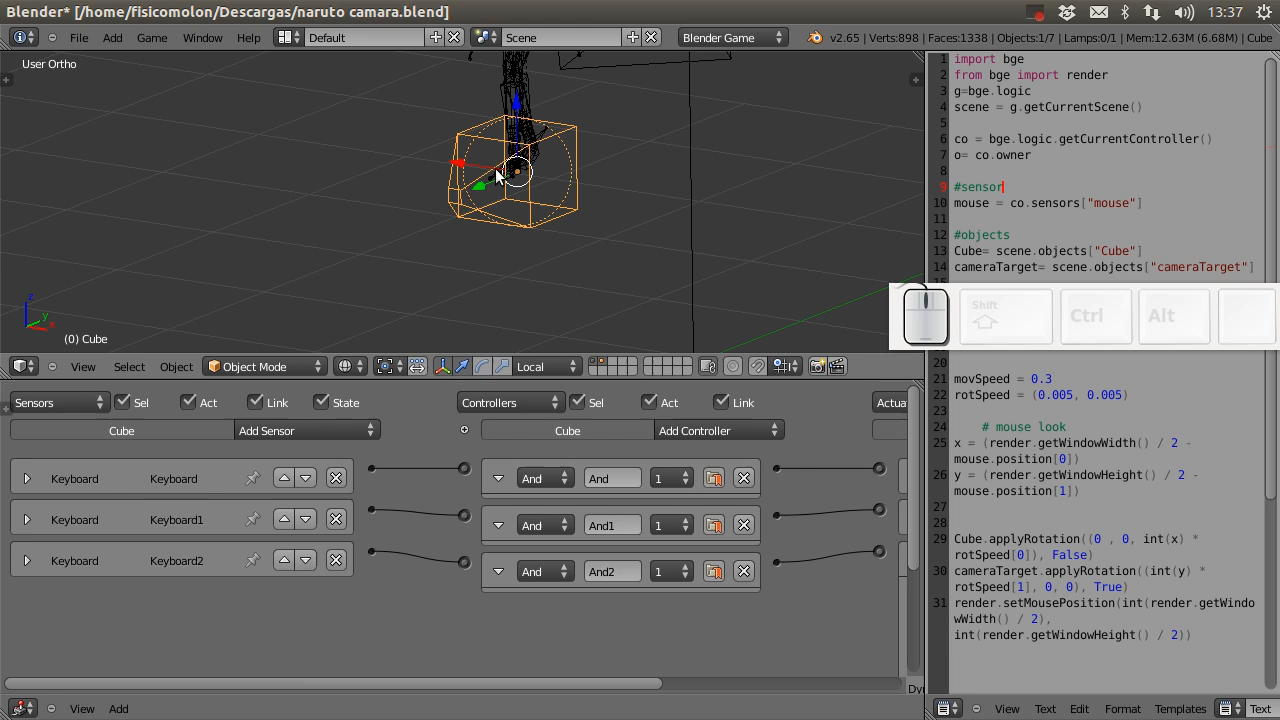 Blender* [/home/fisicomolon/Descargas/naruto camara.blend]
13:37
File Add Game Window Help Default Scene Blender Game v2.65 | Verts:898 | Faces:1338 | Objects:1/7 | Lamps:0/1 | Mem:12.63M (6.68M) | Cube
User Ortho
z
y
x
(0) Cube
View Select Object Object Mode Local
Sensors Sel Act Link State
Cube Add Sensor
Keyboard Keyboard
Keyboard Keyboard1
Keyboard Keyboard2
Controllers Sel Act Link
Cube Add Controller
And And 1
And And1 1
And And2 1
Actua
View Add
1 import bge
2 from bge import render
3 g=bge.logic
4 scene = g.getCurrentScene()
5
6 co = bge.logic.getCurrentController()
7 o= co.owner
8
9 #sensor
10 mouse = co.sensors["mouse"]
11
12 #objects
13 Cube= scene.objects["Cube"]
14 cameraTarget= scene.objects["cameraTarget"]
Shift Ctrl Alt
20
21 movSpeed = 0.3
22 rotSpeed = (0.005, 0.005)
23
24 # mouse look
25 x = (render.getWindowWidth() / 2 -
mouse.position[0])
26 y = (render.getWindowHeight() / 2 -
mouse.position[1])
27
28
29 Cube.applyRotation((0 , 0, int(x) *
rotSpeed[0]), False)
30 cameraTarget.applyRotation((int(y) *
rotSpeed[1], 0, 0), True)
31 render.setMousePosition(int(render.getWindo
wWidth() / 2),
int(render.getWindowHeight() / 2))
View Text Edit Format Templates Text